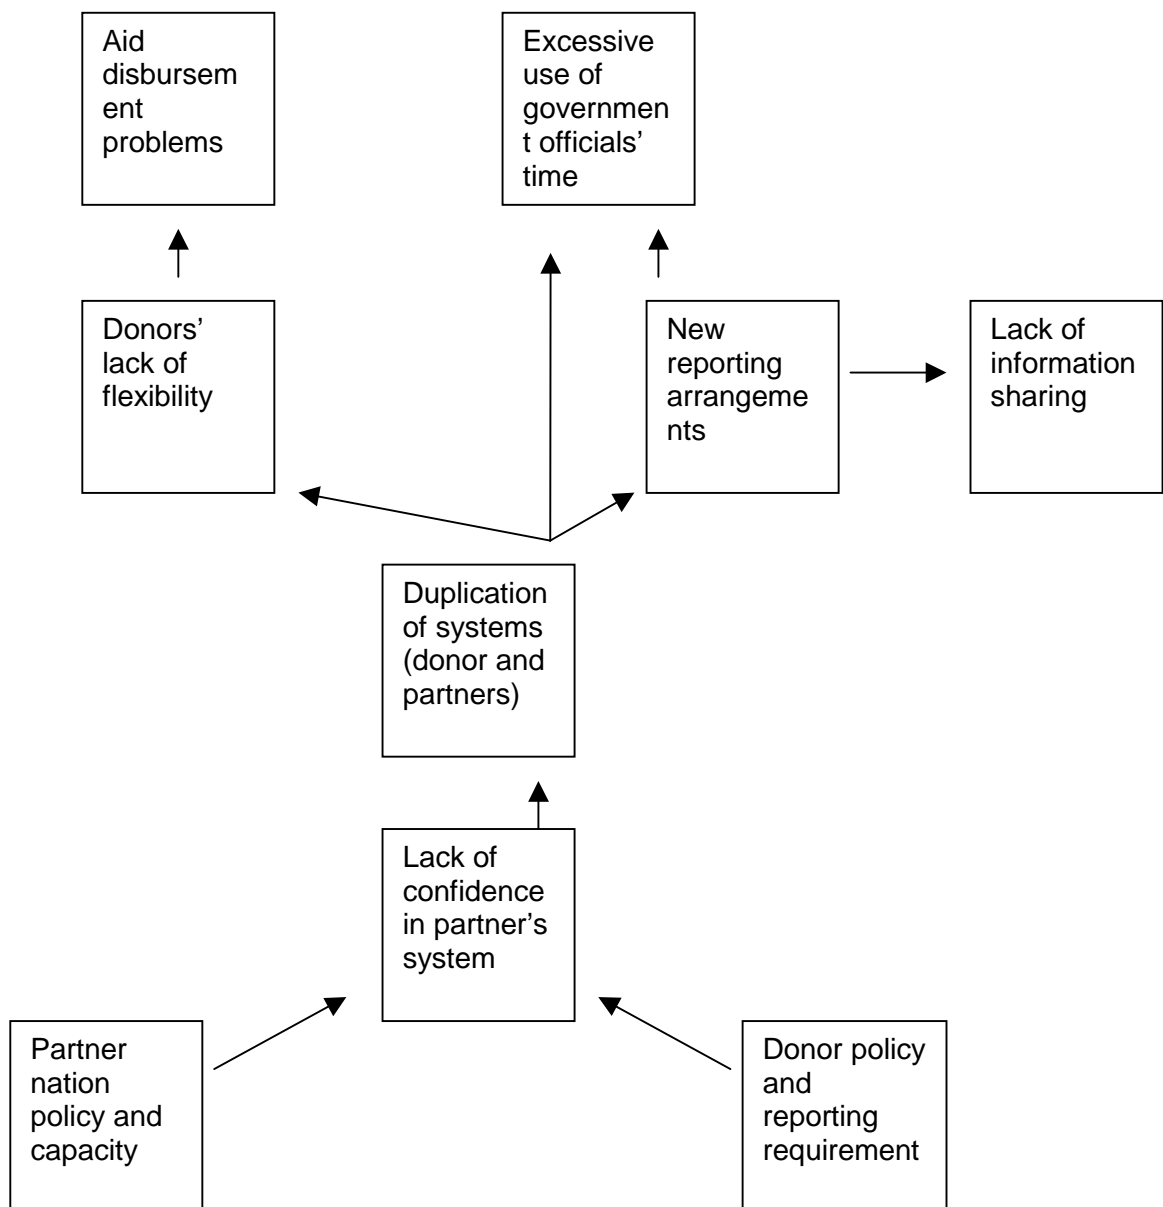 Aid
disbursem
ent
problems
Excessive
use of
governmen
t officials’
time
Donors’
lack of
flexibility
New
reporting
arrangeme
nts
Lack of
information
sharing
Duplication
of systems
(donor and
partners)
Lack of
confidence
in partner’s
system
Partner
nation
policy and
capacity
Donor policy
and
reporting
requirement